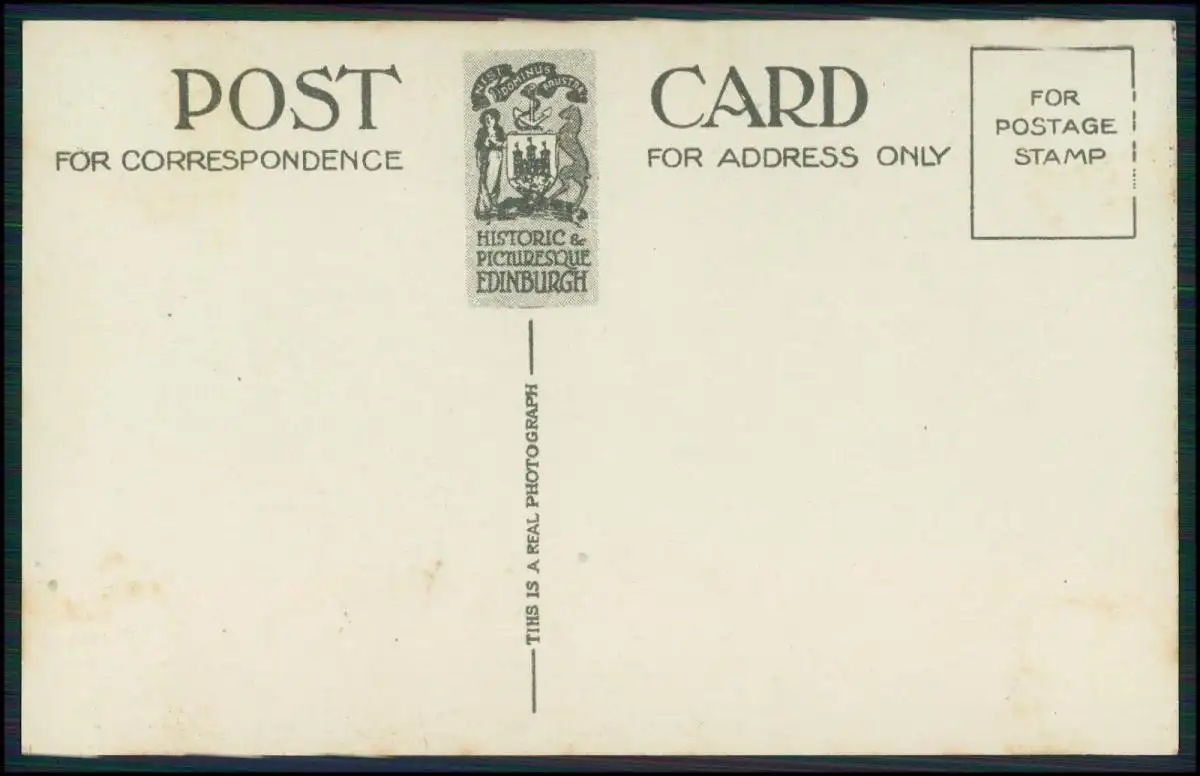 POST CARD
FOR CORRESPONDENCE
NISI DOMINUS FRUSTRA
HISTORIC &
PICTURESQUE
EDINBURGH
FOR ADDRESS ONLY
FOR
POSTAGE
STAMP
THIS IS A REAL PHOTOGRAPH